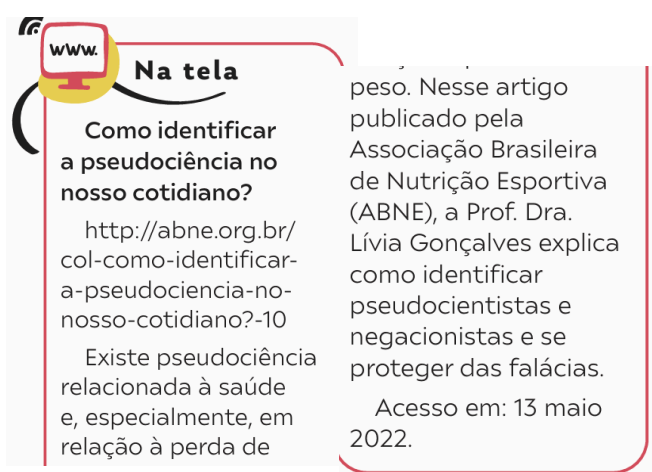 www.
Na tela
Como identificar
a pseudociência no
nosso cotidiano?
http://abne.org.br/
col-como-identificar-
a-pseudociencia-no-
nosso-cotidiano?-10
Existe pseudociência
relacionada à saúde
e, especialmente, em
relação à perda de
peso. Nesse artigo
publicado pela
Associação Brasileira
de Nutrição Esportiva
(ABNE), a Prof. Dra.
Lívia Gonçalves explica
como identificar
pseudocientistas e
negacionistas e se
proteger das falácias.
Acesso em: 13 maio
2022.